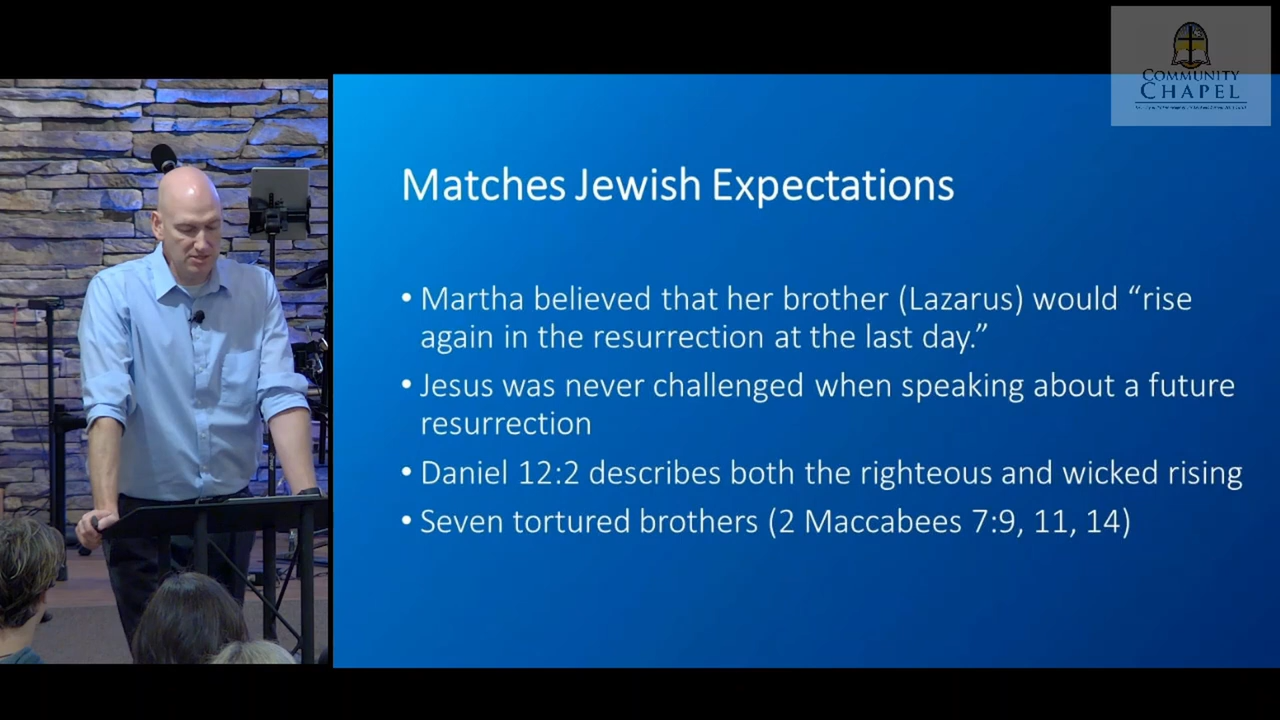 COMMUNITY
CHAPEL
Matches Jewish Expectations
• Martha believed that her brother (Lazarus) would “rise
again in the resurrection at the last day.”
• Jesus was never challenged when speaking about a future
resurrection
• Daniel 12:2 describes both the righteous and wicked rising
• Seven tortured brothers (2 Maccabees 7:9, 11, 14)